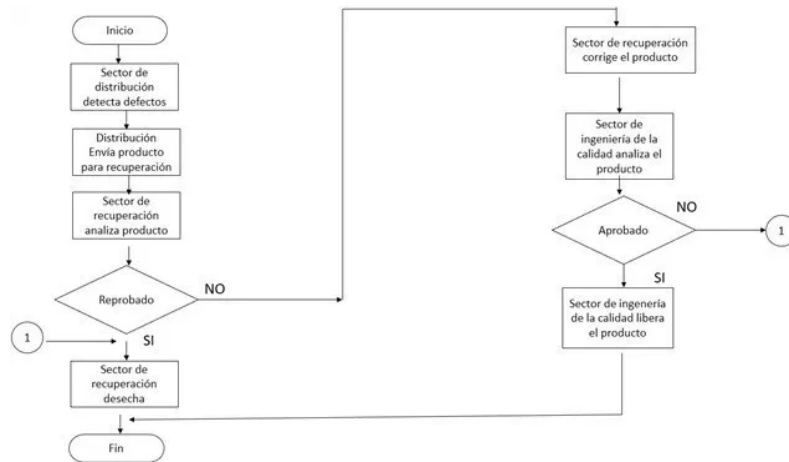 Inicio
Sector de
distribución
detecta defectos
Distribución
Envía producto
para recuperación
Sector de
recuperación
analiza producto
Reprobado
NO
1
SI
Sector de
recuperación
desecha
Fin
Sector de recuperación
corrige el producto
Sector de
ingeniería de la
calidad analiza el
producto
Aprobado
NO
1
SI
Sector de ingenería
de la calidad libera
el producto